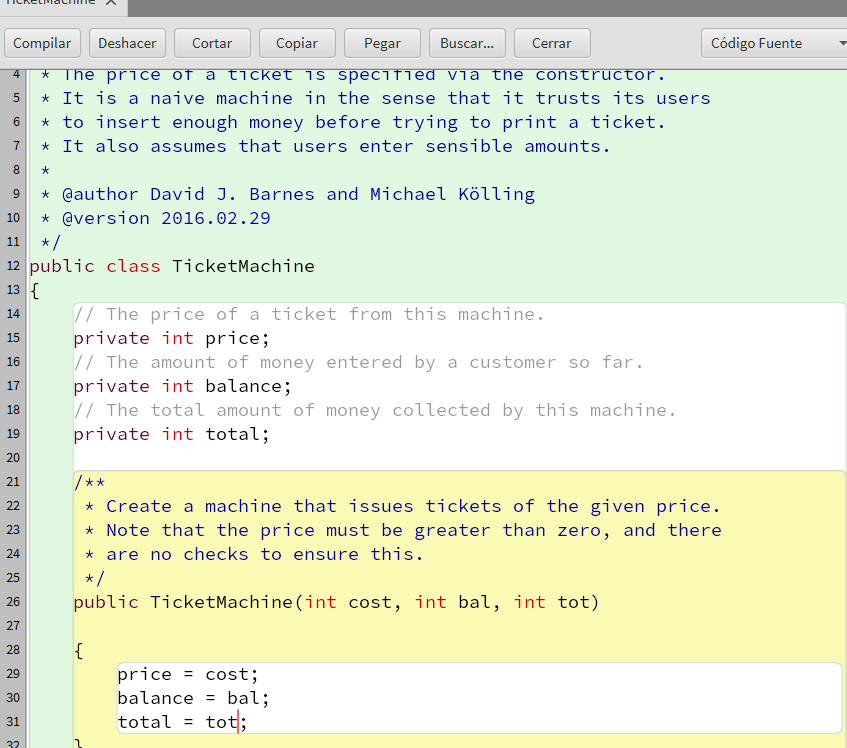 TicketMachine
Compilar Deshacer Cortar Copiar Pegar Buscar... Cerrar Código Fuente
4 * The price of a ticket is specified via the constructor.
5 * It is a naive machine in the sense that it trusts its users
6 * to insert enough money before trying to print a ticket.
7 * It also assumes that users enter sensible amounts.
8 *
9 * @author David J. Barnes and Michael Kölling
10 * @version 2016.02.29
11 */
12 public class TicketMachine
13 {
14 // The price of a ticket from this machine.
15 private int price;
16 // The amount of money entered by a customer so far.
17 private int balance;
18 // The total amount of money collected by this machine.
19 private int total;
20
21 /**
22 * Create a machine that issues tickets of the given price.
23 * Note that the price must be greater than zero, and there
24 * are no checks to ensure this.
25 */
26 public TicketMachine(int cost, int bal, int tot)
27
28 {
29 price = cost;
30 balance = bal;
31 total = tot;
32 }